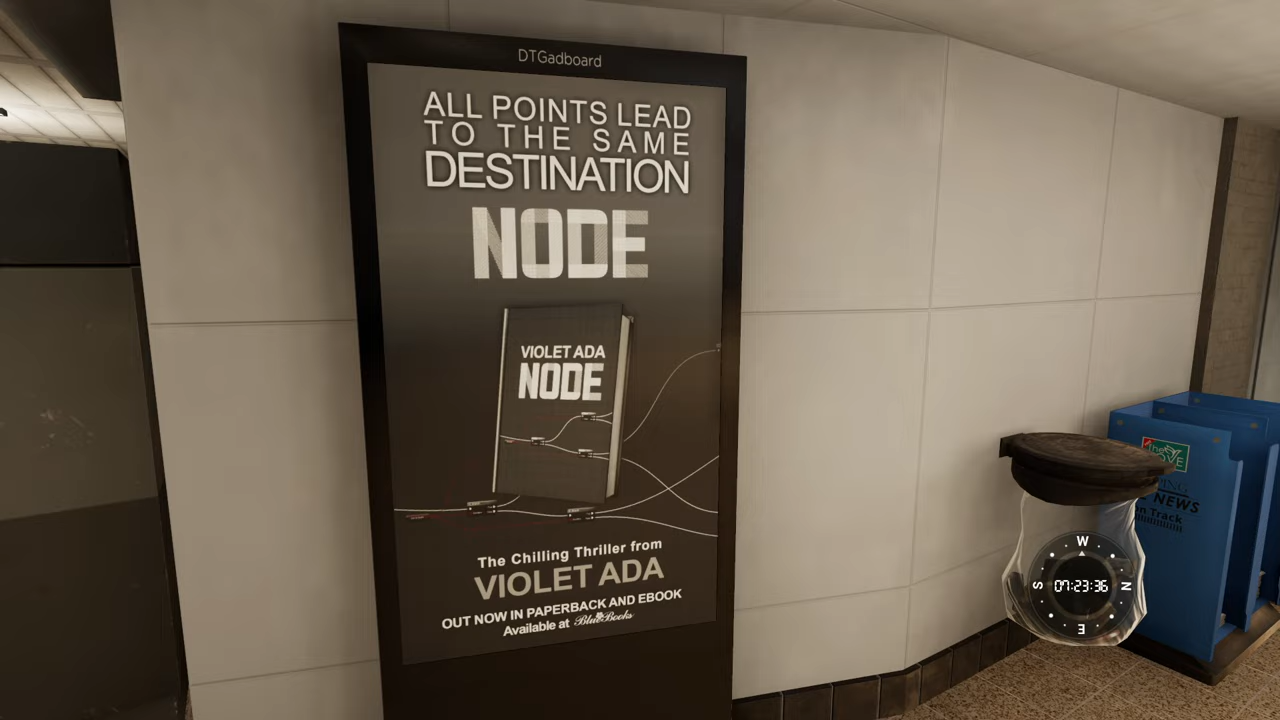 DTGadboard
ALL POINTS LEAD
TO THE SAME
DESTINATION
NODE
VIOLET ADA
NODE
The Chilling Thriller from
VIOLET ADA
OUT NOW IN PAPERBACK AND EBOOK
Available at BlueBooks
the
NEWS
on Track
W
S
07:23:36
N
E